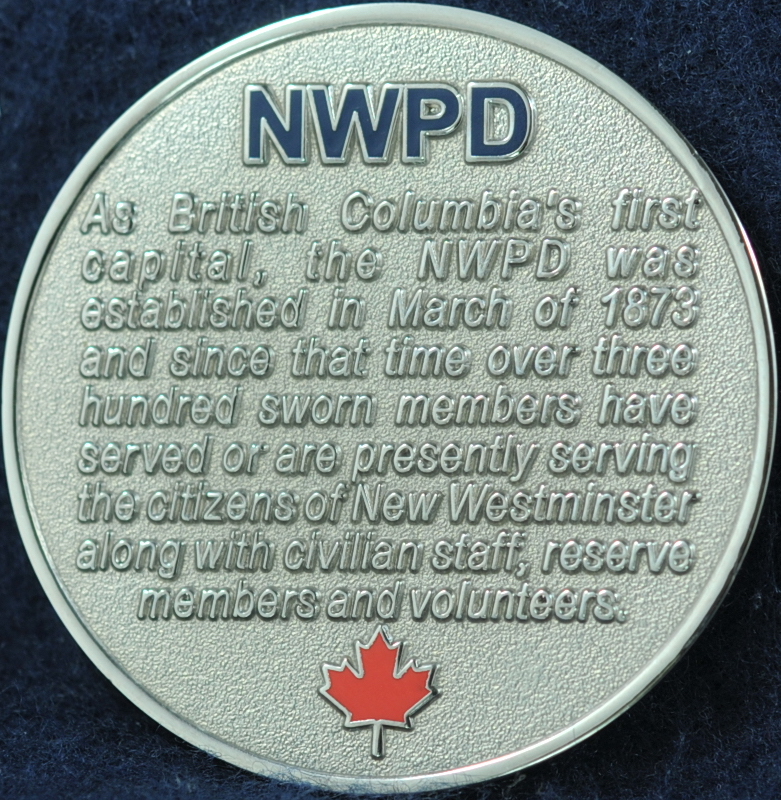 NWPD
As British Columbia's first
capital, the NWPD was
established in March of 1873
and since that time over three
hundred sworn members have
served or are presently serving
the citizens of New Westminster
along with civilian staff, reserve
members and volunteers.